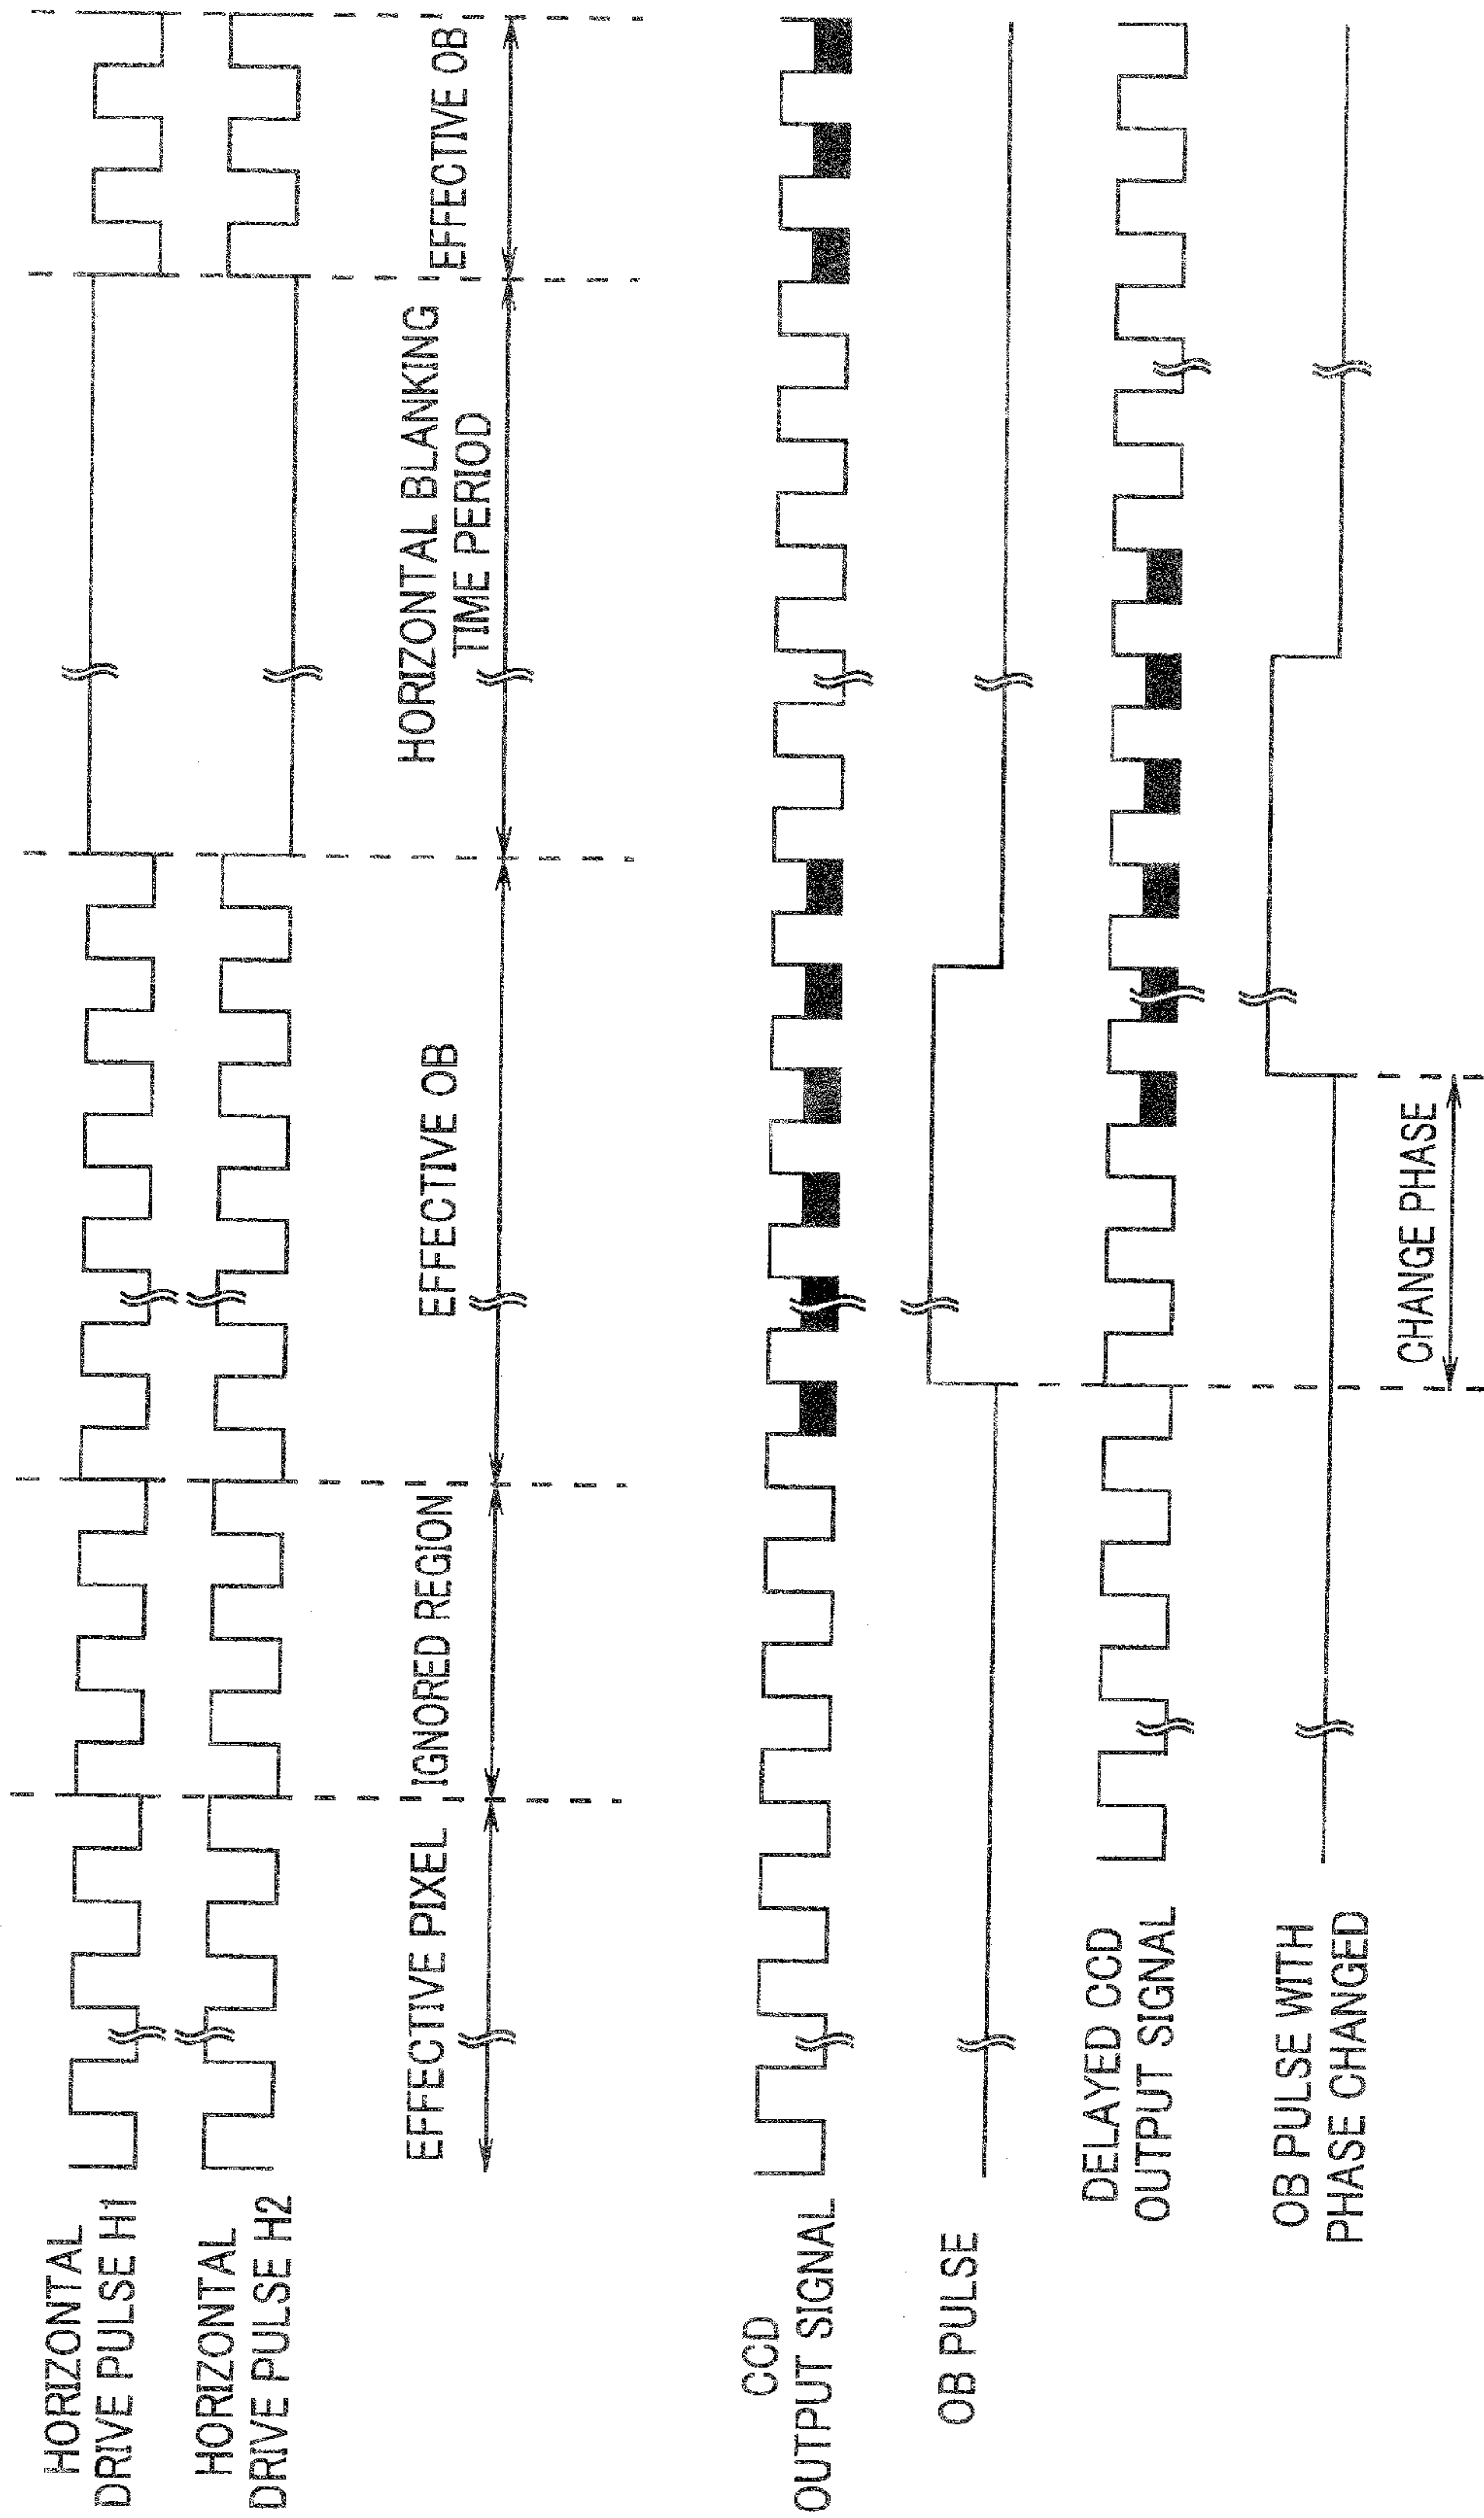 HORIZONTAL
DRIVE PULSE H1
HORIZONTAL
DRIVE PULSE H2
EFFECTIVE PIXEL
IGNORED REGION
EFFECTIVE OB
HORIZONTAL BLANKING
TIME PERIOD
EFFECTIVE OB
CCD
OUTPUT SIGNAL
OB PULSE
DELAYED CCD
OUTPUT SIGNAL
OB PULSE WITH
PHASE CHANGED
CHANGE PHASE